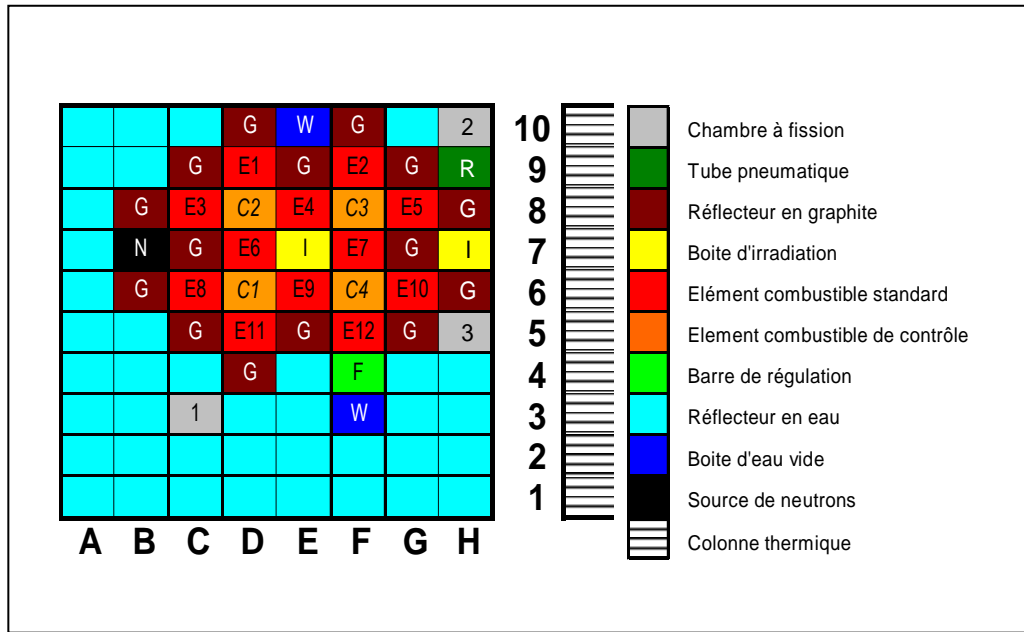 G W G 2 10 Chambre à fission
G E1 G E2 G R 9 Tube pneumatique
G E3 C2 E4 C3 E5 G 8 Réflecteur en graphite
N G E6 I E7 G I 7 Boite d'irradiation
G E8 C1 E9 C4 E10 G 6 Elément combustible standard
G E11 G E12 G 3 5 Element combustible de contrôle
G F 4 Barre de régulation
1 W 3 Réflecteur en eau
2 Boite d'eau vide
1 Source de neutrons
A B C D E F G H Colonne thermique